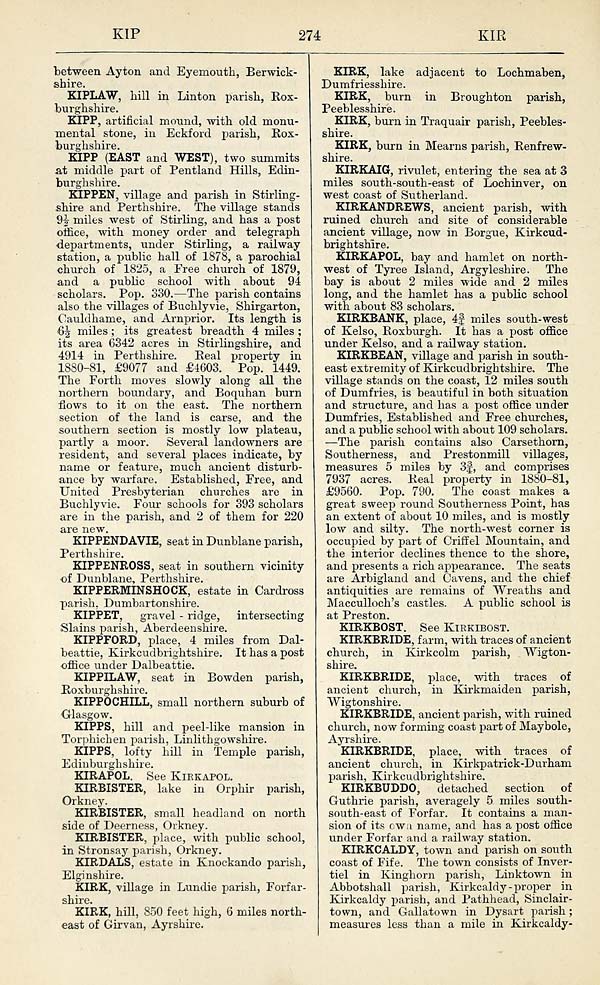 KIP 274 KIR
between Ayton and Eyemouth, Berwick-
shire.
KIPLAW, hill in Linton parish, Rox-
burghshire.
KIPP, artificial mound, with old monu-
mental stone, in Eckford parish, Rox-
burghshire.
KIPP (EAST and WEST), two summits
at middle part of Pentland Hills, Edin-
burghshire.
KIPPEN, village and parish in Stirling-
shire and Perthshire. The village stands
9½ miles west of Stirling, and has a post
office, with money order and telegraph
departments, under Stirling, a railway
station, a public hall of 1878, a parochial
church of 1825, a Free church of 1879,
and a public school with about 94
scholars. Pop. 330.—The parish contains
also the villages of Buchlyvie, Shirgarton,
Cauldhame, and Arnprior. Its length is
6½ miles; its greatest breadth 4 miles;
its area 6342 acres in Stirlingshire, and
4914 in Perthshire. Real property in
1880-81, £9077 and £4603. Pop. 1449.
The Forth moves slowly along all the
northern boundary, and Boquhan burn
flows to it on the east. The northern
section of the land is carse, and the
southern section is mostly low plateau,
partly a moor. Several landowners are
resident, and several places indicate, by
name or feature, much ancient disturb-
ance by warfare. Established, Free, and
United Presbyterian churches are in
Buchlyvie. Four schools for 393 scholars
are in the parish, and 2 of them for 220
are new.
KIPPENDAVIE, seat in Dunblane parish,
Perthshire.
KIPPENROSS, seat in southern vicinity
of Dunblane, Perthshire.
KIPPERMINSHOCK, estate in Cardross
parish, Dumbartonshire.
KIPPET, gravel-ridge, intersecting
Slains parish, Aberdeenshire.
KIPPFORD, place, 4 miles from Dal-
beattie, Kirkcudbrightshire. It has a post
office under Dalbeattie.
KIPPILAW, seat in Bowden parish,
Roxburghshire.
KIPPOCHILL, small northern suburb of
Glasgow.
KIPPS, hill and peel-like mansion in
Torphichen parish, Linlithgowshire.
KIPPS, lofty hill in Temple parish,
Edinburghshire.
KIRAPOL. See KIRKAPOL.
KIRBISTER, lake in Orphir parish,
Orkney.
KIRBISTER, small headland on north
side of Deerness, Orkney.
KIRBISTER, place, with public school,
in Stronsay parish, Orkney.
KIRDALS, estate in Knockando parish,
Elginshire.
KIRK, village in Lundie parish, Forfar-
shire.
KIRK, hill, 850 feet high, 6 miles north-
east of Girvan, Ayrshire.
KIRK, lake adjacent to Lochmaben,
Dumfriesshire.
KIRK, burn in Broughton parish,
Peeblesshire.
KIRK, burn in Traquair parish, Peebles-
shire.
KIRK, burn in Mearns parish, Renfrew-
shire.
KIRKAIG, rivulet, entering the sea at 3
miles south-south-east of Lochinver, on
west coast of Sutherland.
KIRKANDREWS, ancient parish, with
ruined church and site of considerable
ancient village, now in Borgue, Kirkcud-
brightshire.
KIRKAPOL, bay and hamlet on north-
west of Tyree Island, Argyleshire. The
bay is about 2 miles wide and 2 miles
long, and the hamlet has a public school
with about 83 scholars.
KIRKBANK, place, 4¾ miles south-west
of Kelso, Roxburgh. It has a post office
under Kelso, and a railway station.
KIRKBEAN, village and parish in south-
east extremity of Kirkcudbrightshire. The
village stands on the coast, 12 miles south
of Dumfries, is beautiful in both situation
and structure, and has a post office under
Dumfries, Established and Free churches,
and a public school with about 109 scholars.
—The parish contains also Carsethorn,
Southerness, and Prestonmill villages,
measures 5 miles by 3¾, and comprises
7937 acres. Real property in 1880-81,
£9560. Pop. 790. The coast makes a
great sweep round Southerness Point, has
an extent of about 10 miles, and is mostly
low and silty. The north-west corner is
occupied by part of Criffel Mountain, and
the interior declines thence to the shore,
and presents a rich appearance. The seats
are Arbigland and Cavens, and the chief
antiquities are remains of Wreaths and
Macculloch's castles. A public school is
at Preston.
KIRKBOST. See KIRKIBOST.
KIRKBRIDE, farm, with traces of ancient
church, in Kirkcolm parish, Wigton-
shire.
KIRKBRIDE, place, with traces of
ancient church, in Kirkmaiden parish,
Wigtonshire.
KIRKBRIDE, ancient parish, with ruined
church, now forming coast part of Maybole,
Ayrshire.
KIRKBRIDE, place, with traces of
ancient church, in Kirkpatrick-Durham
parish, Kirkcudbrightshire.
KIRKBUDDO, detached section of
Guthrie parish, averagely 5 miles south-
south-east of Forfar. It contains a man-
sion of its own name, and has a post office
under Forfar and a railway station.
KIRKCALDY, town and parish on south
coast of Fife. The town consists of Inver-
tiel in Kinghorn parish, Linktown in
Abbotshall parish, Kirkcaldy-proper in
Kirkcaldy parish, and Pathhead, Sinclair-
town, and Gallatown in Dysart parish;
measures less than a mile in Kirkcaldy-